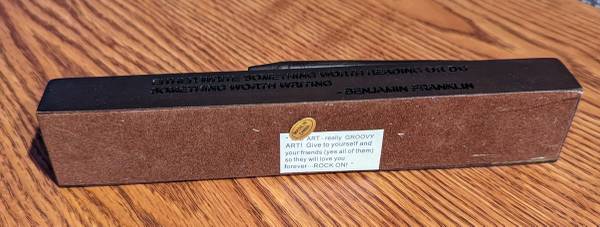 EITHER WRITE SOMETHING WORTH READING OR DO
SOMETHING WORTH WRITING
- BENJAMIN FRANKLIN
ART - really GROOVY
ART! Give to yourself and
your friends (yes all of them)
so they will love you
forever --ROCK ON! "